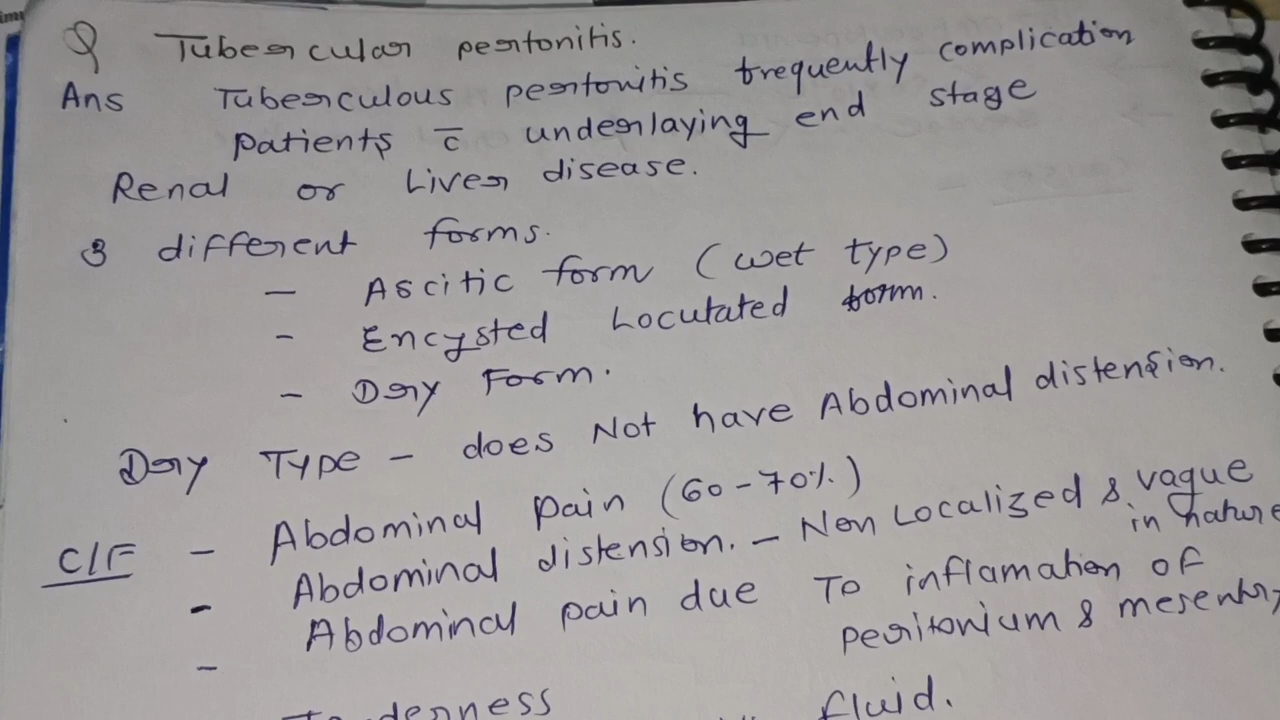 Q Tubercular peritonitis.
Ans Tuberculous peritonitis frequently complication
patients c̄ underlaying end stage
Renal or Liver disease.
3 different forms.
- Ascitic form (wet type)
- Encysted Loculated form.
- Dry Form.
Dry Type - does Not have Abdominal distension.
C/F - Abdominal Pain (60-70%)
- Abdominal distension. - Non Localized & vague in nature
- Abdominal pain due To inflamation of
peritonium & mesentry
fluid.